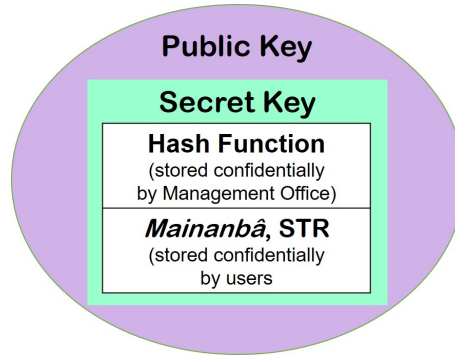 Public Key
Secret Key
Hash Function
(stored confidentially
by Management Office)
Mainanbâ, STR
(stored confidentially
by users